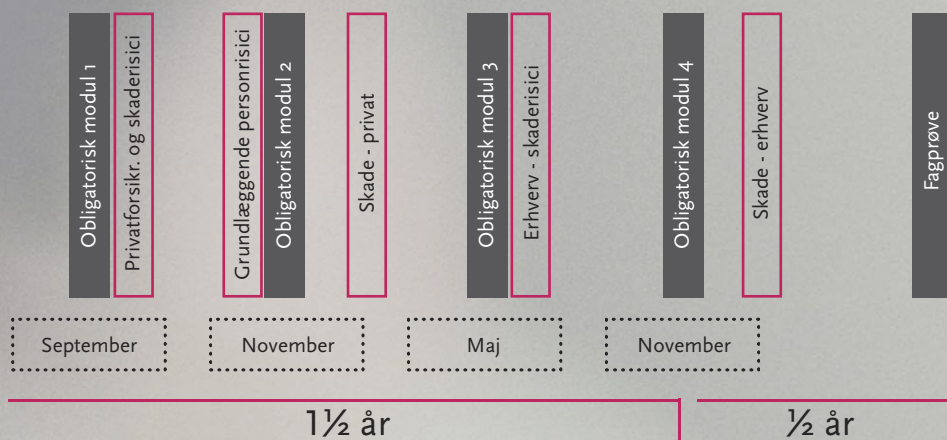 Obligatorisk modul 1
Privatforsikr. og skaderisici
Grundlæggende personrisici
Obligatorisk modul 2
Skade - privat
Obligatorisk modul 3
Erhverv - skaderisici
Obligatorisk modul 4
Skade - erhverv
Fagprøve
September
November
Maj
November
1½ år
½ år